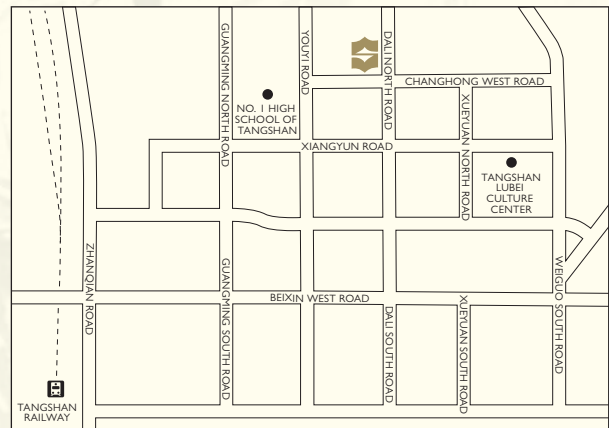 GUANGMING NORTH ROAD
YOUYI ROAD
DALI NORTH ROAD
CHANGHONG WEST ROAD
NO. 1 HIGH
SCHOOL OF
TANGSHAN
XUEYUAN NORTH ROAD
XIANGYUN ROAD
TANGSHAN
LUBEI
CULTURE
CENTER
ZHANQIAN ROAD
GUANGMING SOUTH ROAD
WEIGUO SOUTH ROAD
BEIXIN WEST ROAD
DALI SOUTH ROAD
XUEYUAN SOUTH ROAD
TANGSHAN
RAILWAY